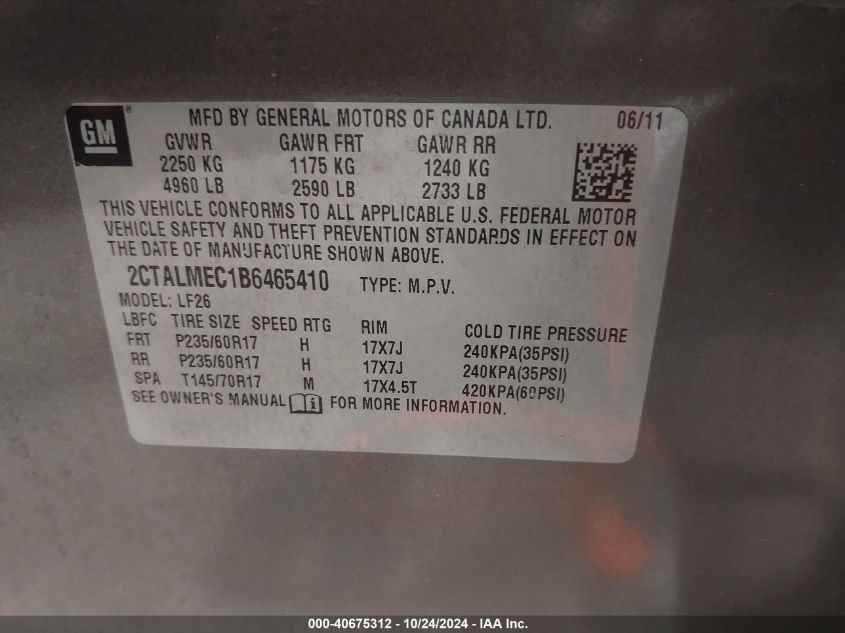 GM ® MFD BY GENERAL MOTORS OF CANADA LTD. 06/11
GVWR GAWR FRT GAWR RR
2250 KG 1175 KG 1240 KG
4960 LB 2590 LB 2733 LB
THIS VEHICLE CONFORMS TO ALL APPLICABLE U.S. FEDERAL MOTOR
VEHICLE SAFETY AND THEFT PREVENTION STANDARDS IN EFFECT ON
THE DATE OF MANUFACTURE SHOWN ABOVE.
2CTALMEC1B6465410 TYPE: M.P.V.
MODEL: LF26
LBFC TIRE SIZE SPEED RTG RIM COLD TIRE PRESSURE
FRT P235/60R17 H 17X7J 240KPA(35PSI)
RR P235/60R17 H 17X7J 240KPA(35PSI)
SPA T145/70R17 M 17X4.5T 420KPA(60PSI)
SEE OWNER'S MANUAL i FOR MORE INFORMATION.
000-40675312 - 10/24/2024 - IAA Inc.